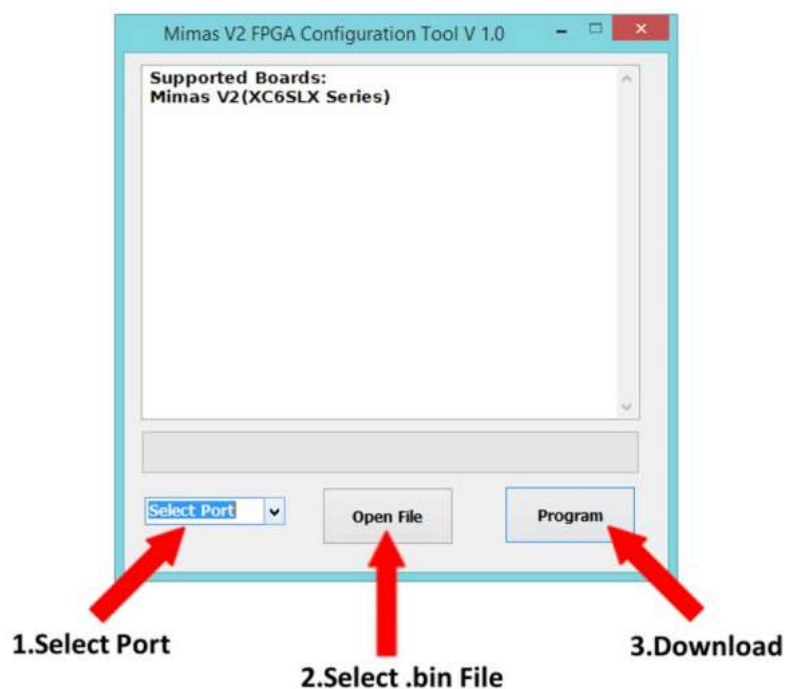 Mimas V2 FPGA Configuration Tool V 1.0
Supported Boards:
Mimas V2(XC6SLX Series)
Select Port
Open File
Program
1.Select Port
2.Select .bin File
3.Download